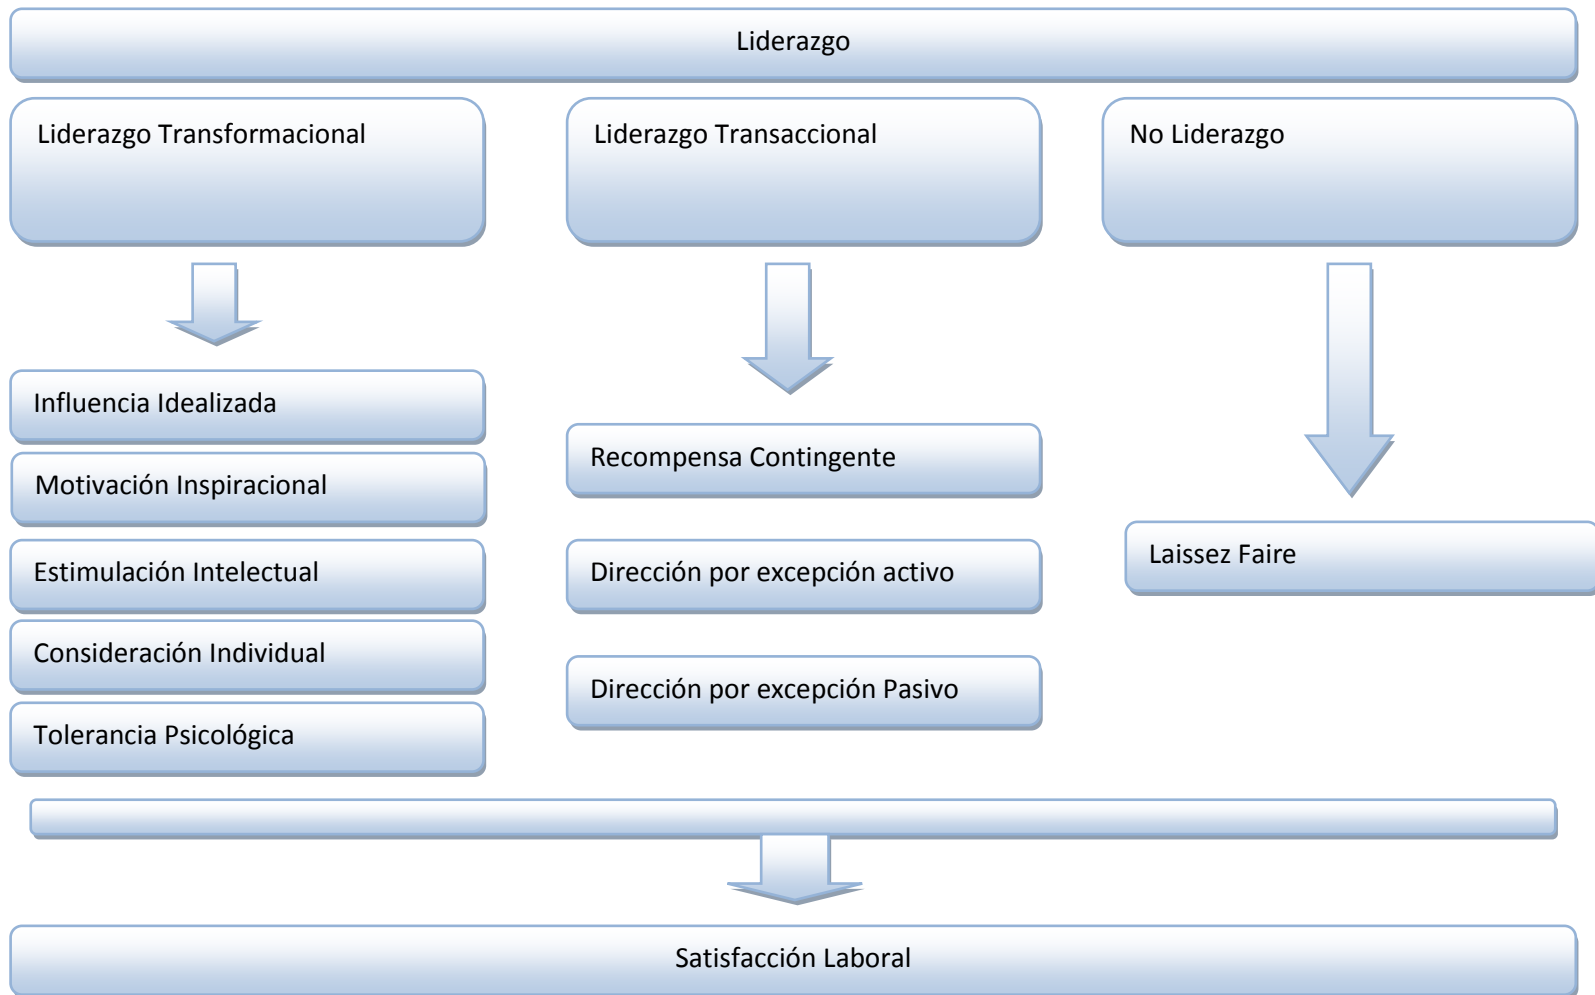 Liderazgo
Liderazgo Transformacional
Liderazgo Transaccional
No Liderazgo
Influencia Idealizada
Motivación Inspiracional
Estimulación Intelectual
Consideración Individual
Tolerancia Psicológica
Recompensa Contingente
Dirección por excepción activo
Dirección por excepción Pasivo
Laissez Faire
Satisfacción Laboral